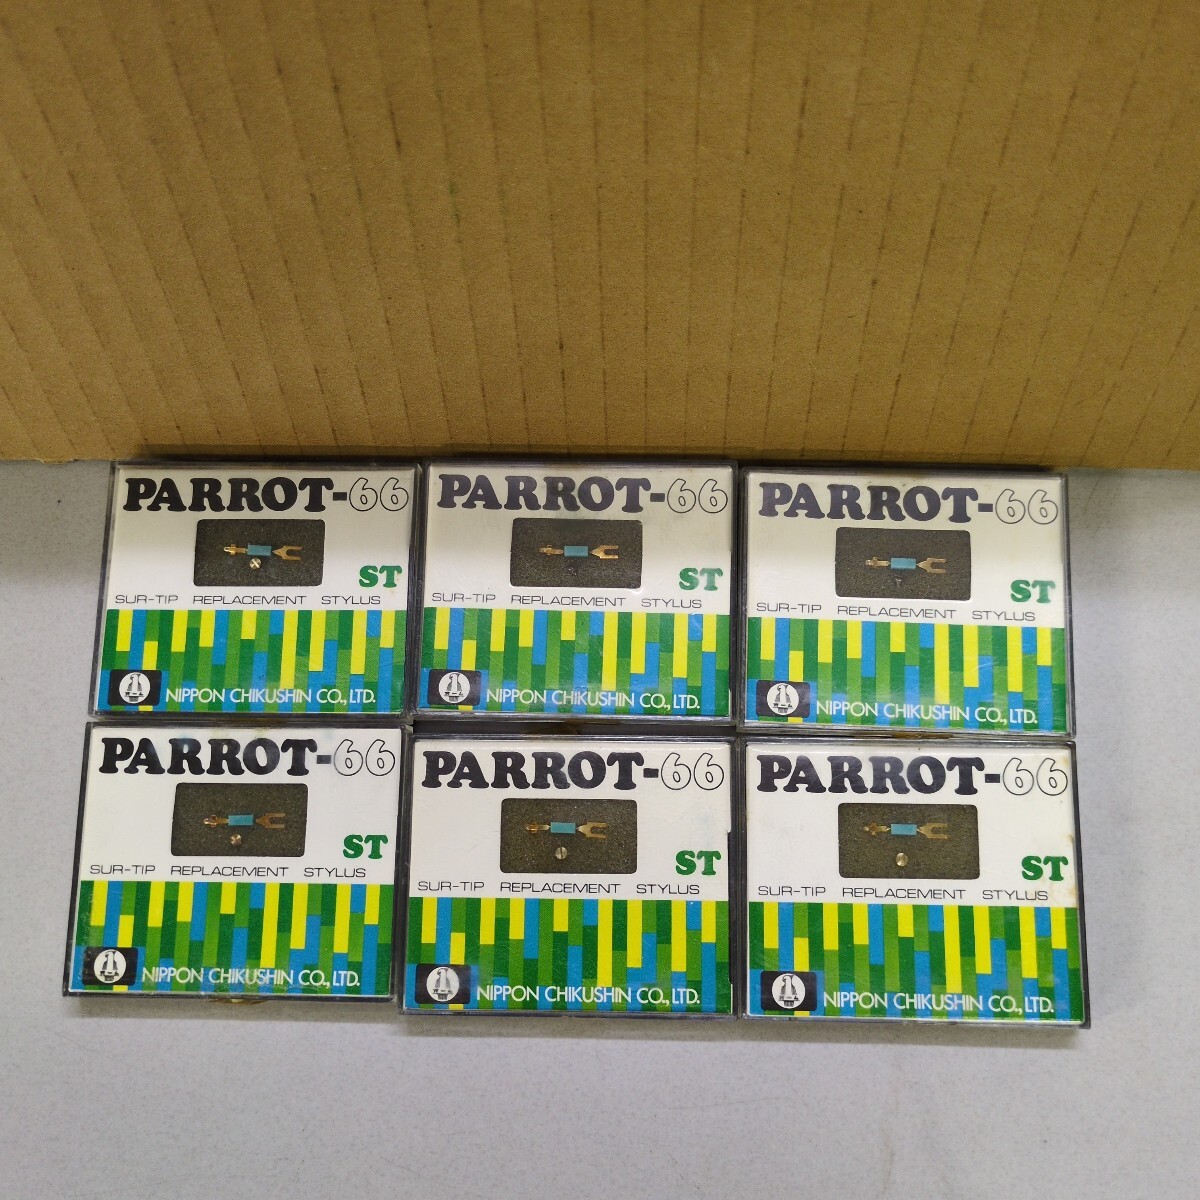 PARROT-66
ST
SUR-TIP REPLACEMENT STYLUS
NIPPON CHIKUSHIN CO.,LTD.
PARROT-66
ST
SUR-TIP REPLACEMENT STYLUS
NIPPON CHIKUSHIN CO.,LTD.
PARROT-66
ST
SUR-TIP REPLACEMENT STYLUS
NIPPON CHIKUSHIN CO.,LTD.
PARROT-66
ST
SUR-TIP REPLACEMENT STYLUS
NIPPON CHIKUSHIN CO.,LTD.
PARROT-66
ST
SUR-TIP REPLACEMENT STYLUS
NIPPON CHIKUSHIN CO.,LTD.
PARROT-66
ST
SUR-TIP REPLACEMENT STYLUS
NIPPON CHIKUSHIN CO.,LTD.